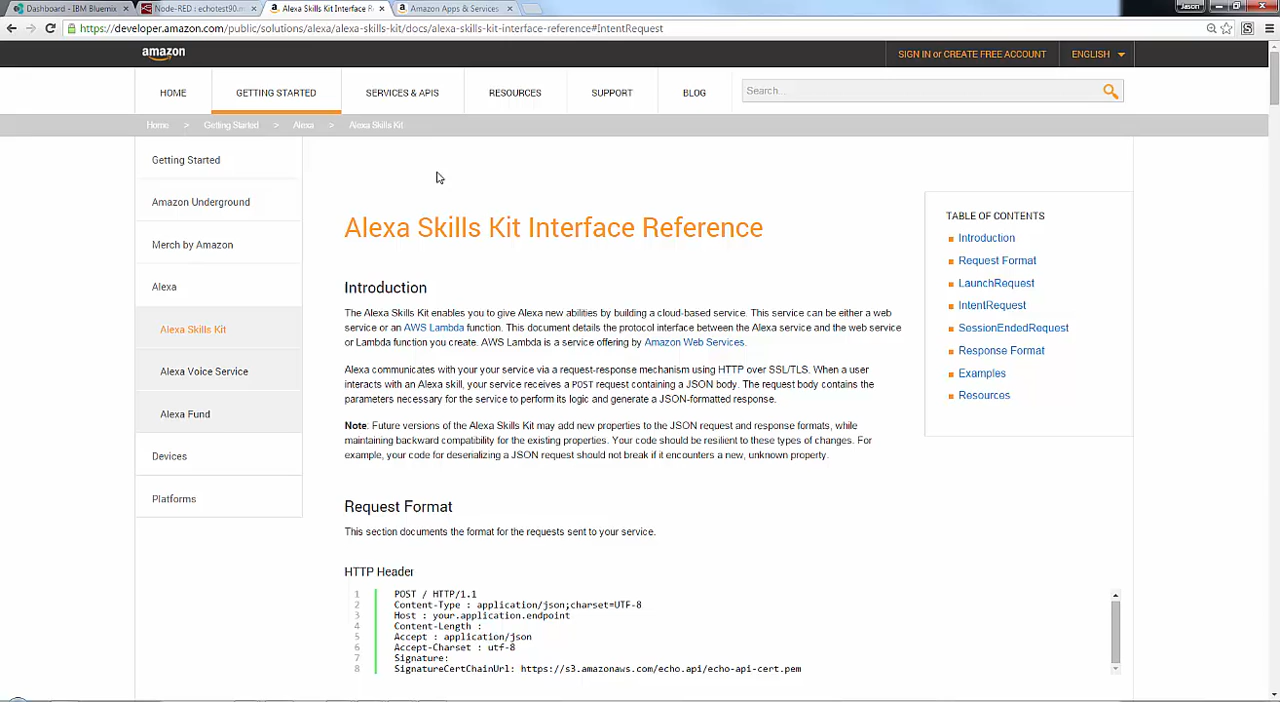 Dashboard - IBM Bluemix
Node-RED : echotest90.m
Alexa Skills Kit Interface R
Amazon Apps & Services
Jason
https://developer.amazon.com/public/solutions/alexa/alexa-skills-kit/docs/alexa-skills-kit-interface-reference#IntentRequest
amazon
SIGN IN or CREATE FREE ACCOUNT
ENGLISH
HOME
GETTING STARTED
SERVICES & APIS
RESOURCES
SUPPORT
BLOG
Search...
Home > Getting Started > Alexa > Alexa Skills Kit
Getting Started
Amazon Underground
Merch by Amazon
Alexa
Alexa Skills Kit
Alexa Voice Service
Alexa Fund
Devices
Platforms
Alexa Skills Kit Interface Reference
Introduction
The Alexa Skills Kit enables you to give Alexa new abilities by building a cloud-based service. This service can be either a web
service or an AWS Lambda function. This document details the protocol interface between the Alexa service and the web service
or Lambda function you create. AWS Lambda is a service offering by Amazon Web Services.
Alexa communicates with your your service via a request-response mechanism using HTTP over SSL/TLS. When a user
interacts with an Alexa skill, your service receives a POST request containing a JSON body. The request body contains the
parameters necessary for the service to perform its logic and generate a JSON-formatted response.
Note: Future versions of the Alexa Skills Kit may add new properties to the JSON request and response formats, while
maintaining backward compatibility for the existing properties. Your code should be resilient to these types of changes. For
example, your code for deserializing a JSON request should not break if it encounters a new, unknown property.
Request Format
This section documents the format for the requests sent to your service.
HTTP Header
1 POST / HTTP/1.1
2 Content-Type : application/json;charset=UTF-8
3 Host : your.application.endpoint
4 Content-Length :
5 Accept : application/json
6 Accept-Charset : utf-8
7 Signature:
8 SignatureCertChainUrl: https://s3.amazonaws.com/echo.api/echo-api-cert.pem
TABLE OF CONTENTS
Introduction
Request Format
LaunchRequest
IntentRequest
SessionEndedRequest
Response Format
Examples
Resources